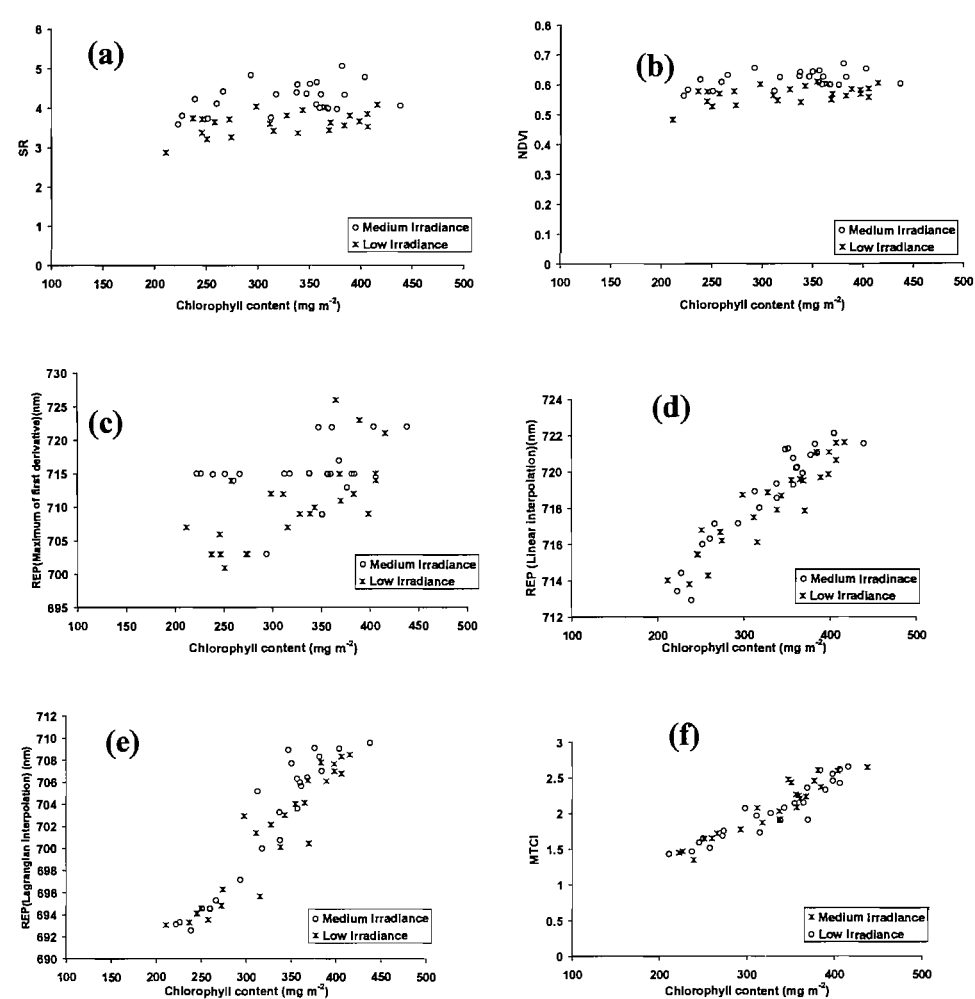 (a)
SR
6
5
4
3
2
1
0
100 150 200 250 300 350 400 450 500
Chlorophyll content (mg m-2)
o Medium Irradiance
x Low Irradiance
(b)
NDVI
0.8
0.7
0.6
0.5
0.4
0.3
0.2
0.1
0
100 150 200 250 300 350 400 450 500
Chlorophyll content (mg m-2)
o Medium Irradiance
x Low Irradiance
(c)
REP(Maximum of first derivative)(nm)
730
725
720
715
710
705
700
695
100 150 200 250 300 350 400 450 500
Chlorophyll content (mg m-2)
o Medium Irradiance
x Low Irradiance
(d)
REP (Linear interpolation)(nm)
724
722
720
718
716
714
712
100 200 300 400 500
Chlorophyll content (mg m-2)
o Medium Irradinace
x Low Irradiance
(e)
REP(Lagrangian Interpolation) (nm)
712
710
708
706
704
702
700
698
696
694
692
690
100 150 200 250 300 350 400 450 500
Chlorophyll content (mg m-2)
o Medium Irradiance
x Low Irradiance
(f)
MTCI
3
2.5
2
1.5
1
0.5
0
100 150 200 250 300 350 400 450 500
Chlorophyll content (mg m-2)
x Medium Irradiance
o Low Irradiance